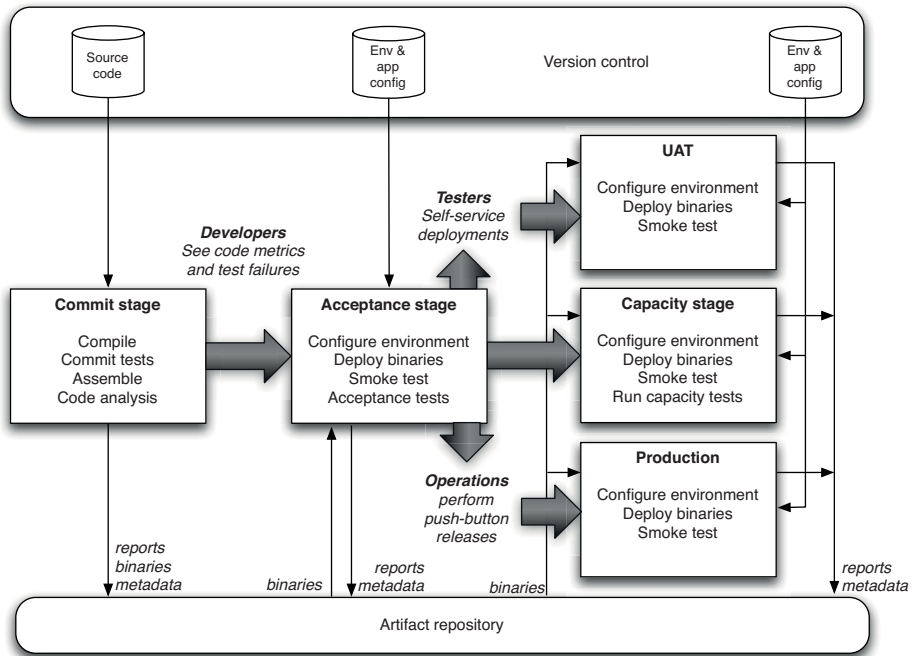 Source
code
Env &
app
config
Version control
Env &
app
config
Developers
See code metrics
and test failures
Testers
Self-service
deployments
UAT
Configure environment
Deploy binaries
Smoke test
Commit stage
Compile
Commit tests
Assemble
Code analysis
Acceptance stage
Configure environment
Deploy binaries
Smoke test
Acceptance tests
Capacity stage
Configure environment
Deploy binaries
Smoke test
Run capacity tests
Operations
perform
push-button
releases
Production
Configure environment
Deploy binaries
Smoke test
reports
binaries
metadata
binaries
reports
metadata
binaries
reports
metadata
Artifact repository